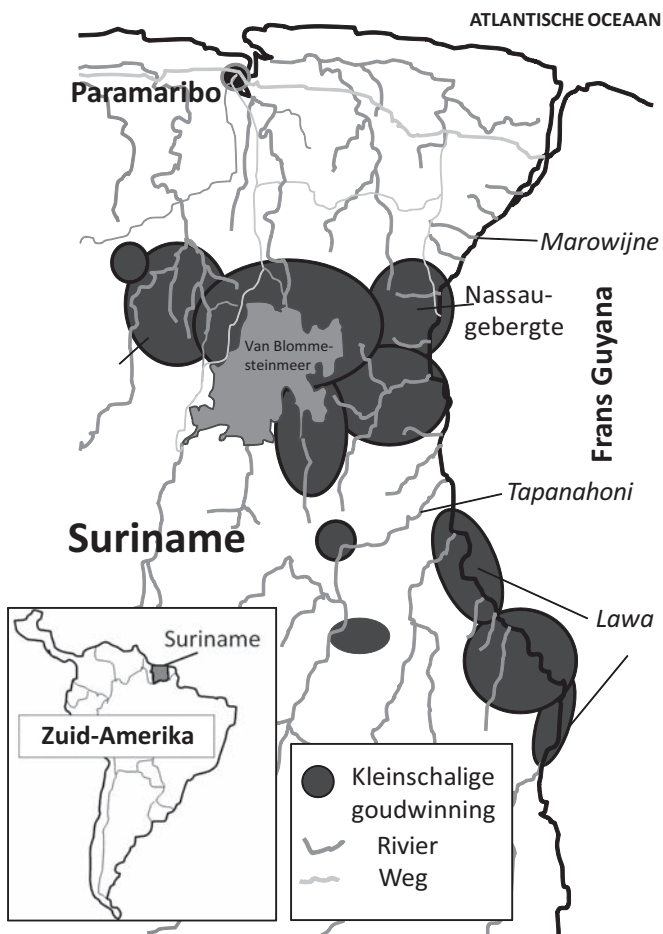 ATLANTISCHE OCEAAN
Paramaribo
Marowijne
Nassau-
gebergte
Frans Guyana
Van Blomme-
steinmeer
Tapanahoni
Suriname
Lawa
Suriname
Zuid-Amerika
Kleinschalige
goudwinning
Rivier
Weg